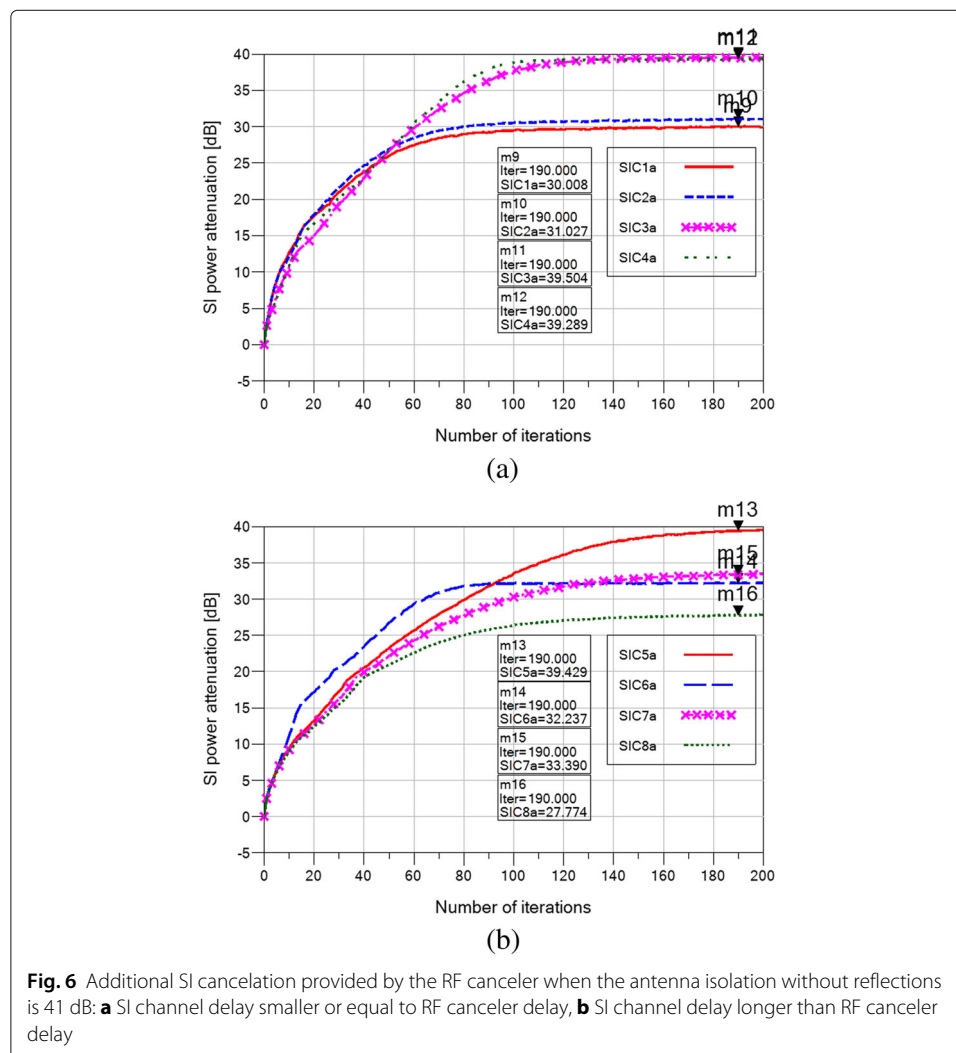 m12
m10
m9
40
35
30
25
20
15
10
5
0
-5
SI power attenuation [dB]
m9
Iter=190.000
SIC1a=30.008
m10
Iter=190.000
SIC2a=31.027
m11
Iter=190.000
SIC3a=39.504
m12
Iter=190.000
SIC4a=39.289
SIC1a
SIC2a
SIC3a
SIC4a
0 20 40 60 80 100 120 140 160 180 200
Number of iterations
(a)
m13
m15
m14
m16
40
35
30
25
20
15
10
5
0
-5
SI power attenuation [dB]
m13
Iter=190.000
SIC5a=39.429
m14
Iter=190.000
SIC6a=32.237
m15
Iter=190.000
SIC7a=33.390
m16
Iter=190.000
SIC8a=27.774
SIC5a
SIC6a
SIC7a
SIC8a
0 20 40 60 80 100 120 140 160 180 200
Number of iterations
(b)
Fig. 6 Additional SI cancelation provided by the RF canceler when the antenna isolation without reflections
is 41 dB: a SI channel delay smaller or equal to RF canceler delay, b SI channel delay longer than RF canceler
delay